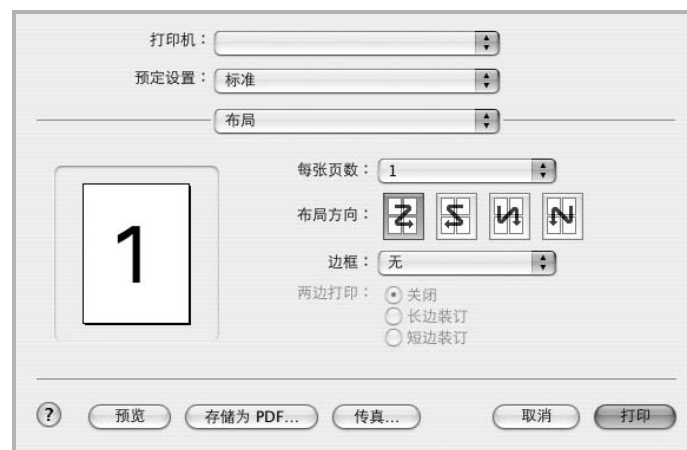 打印机：
预定设置： 标准
布局
每张页数： 1
布局方向：
边框： 无
1
两边打印： 关闭
长边装订
短边装订
? 预览 存储为 PDF... 传真... 取消 打印